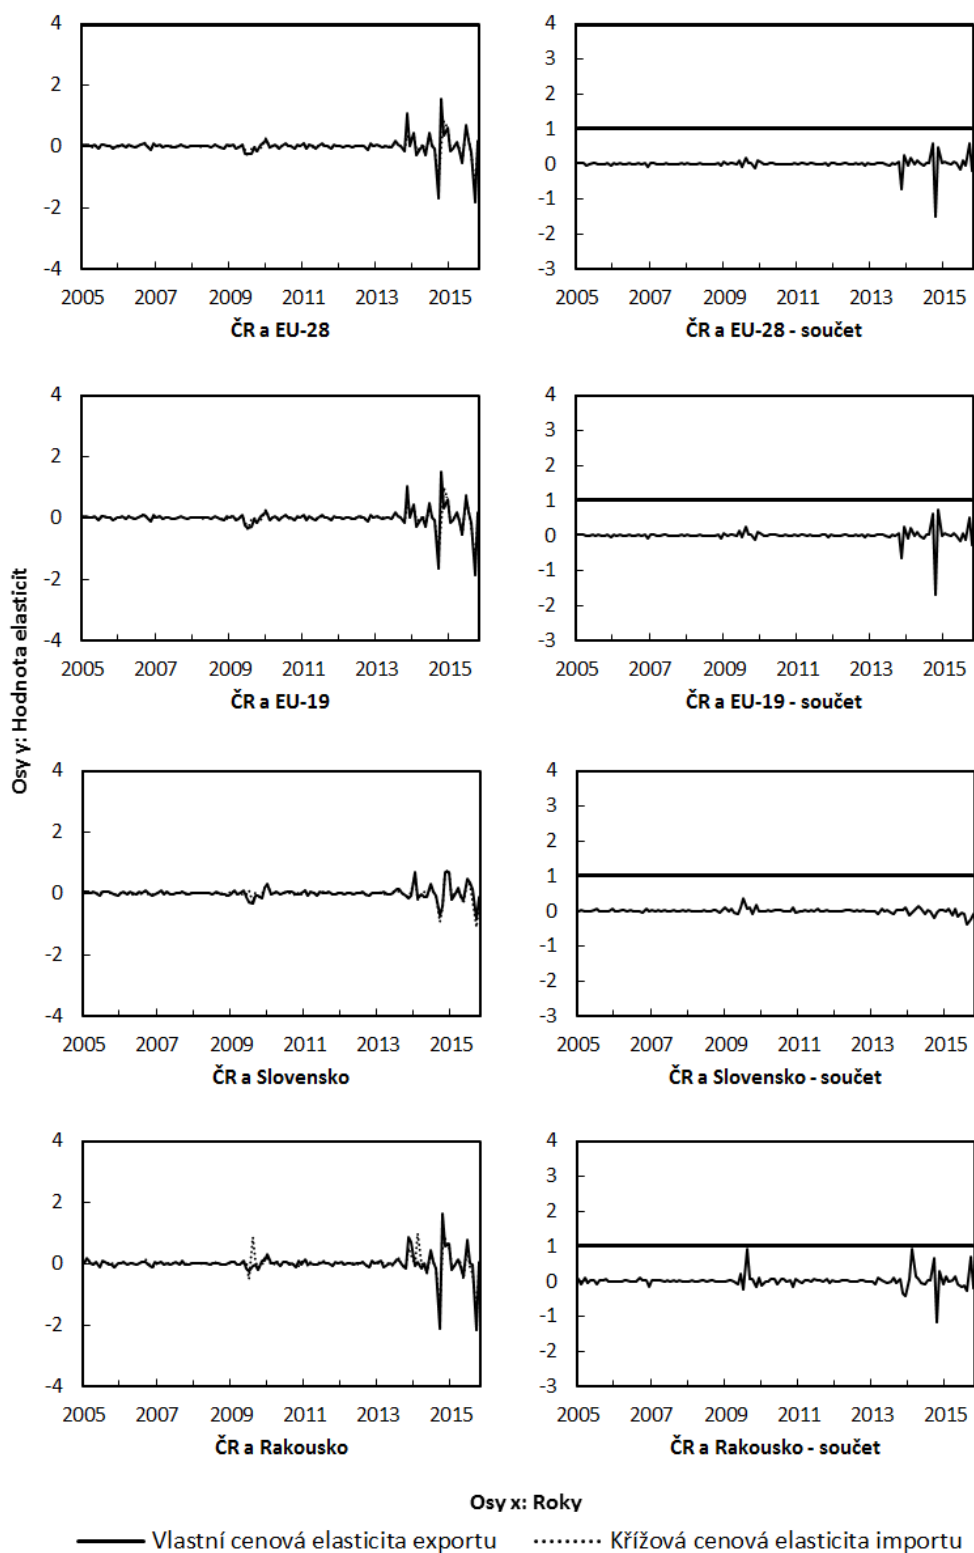 4
2
0
-2
-4
2005 2007 2009 2011 2013 2015
ČR a EU-28
4
3
2
1
0
-1
-2
-3
2005 2007 2009 2011 2013 2015
ČR a EU-28 - součet
4
2
0
-2
-4
2005 2007 2009 2011 2013 2015
ČR a EU-19
4
3
2
1
0
-1
-2
-3
2005 2007 2009 2011 2013 2015
ČR a EU-19 - součet
Osy y: Hodnota elasticit
4
2
0
-2
-4
2005 2007 2009 2011 2013 2015
ČR a Slovensko
4
3
2
1
0
-1
-2
-3
2005 2007 2009 2011 2013 2015
ČR a Slovensko - součet
4
2
0
-2
-4
2005 2007 2009 2011 2013 2015
ČR a Rakousko
4
3
2
1
0
-1
-2
-3
2005 2007 2009 2011 2013 2015
ČR a Rakousko - součet
Osy x: Roky
Vlastní cenová elasticita exportu Křížová cenová elasticita importu